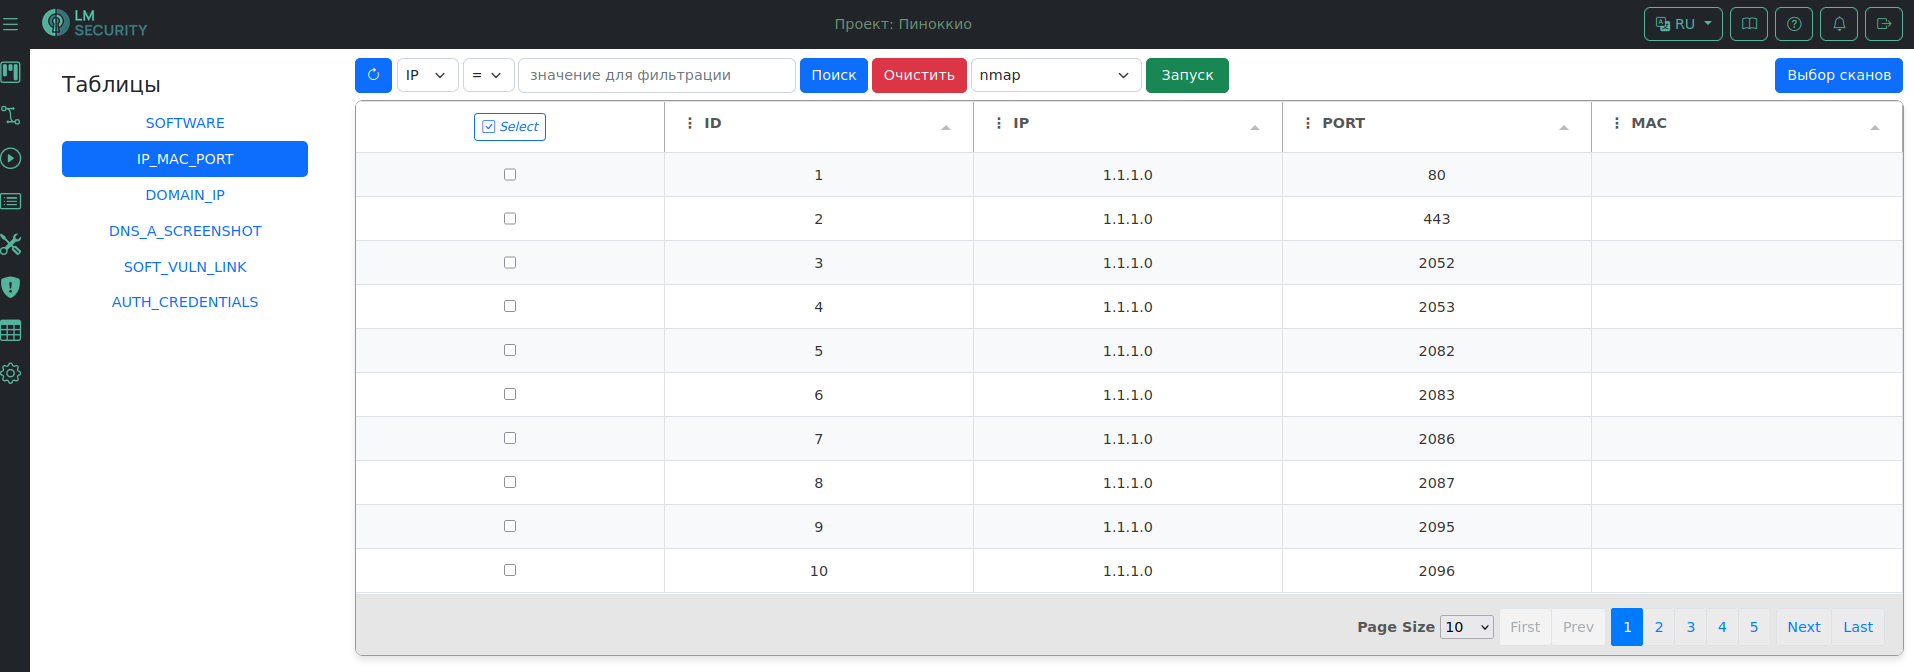 LM
SECURITY
Проект: Пиноккио
RU
Таблицы
SOFTWARE
IP_MAC_PORT
DOMAIN_IP
DNS_A_SCREENSHOT
SOFT_VULN_LINK
AUTH_CREDENTIALS
IP = значение для фильтрации Поиск Очистить nmap Запуск Выбор сканов
Select ID IP PORT MAC
1 1.1.1.0 80
2 1.1.1.0 443
3 1.1.1.0 2052
4 1.1.1.0 2053
5 1.1.1.0 2082
6 1.1.1.0 2083
7 1.1.1.0 2086
8 1.1.1.0 2087
9 1.1.1.0 2095
10 1.1.1.0 2096
Page Size 10 First Prev 1 2 3 4 5 Next Last